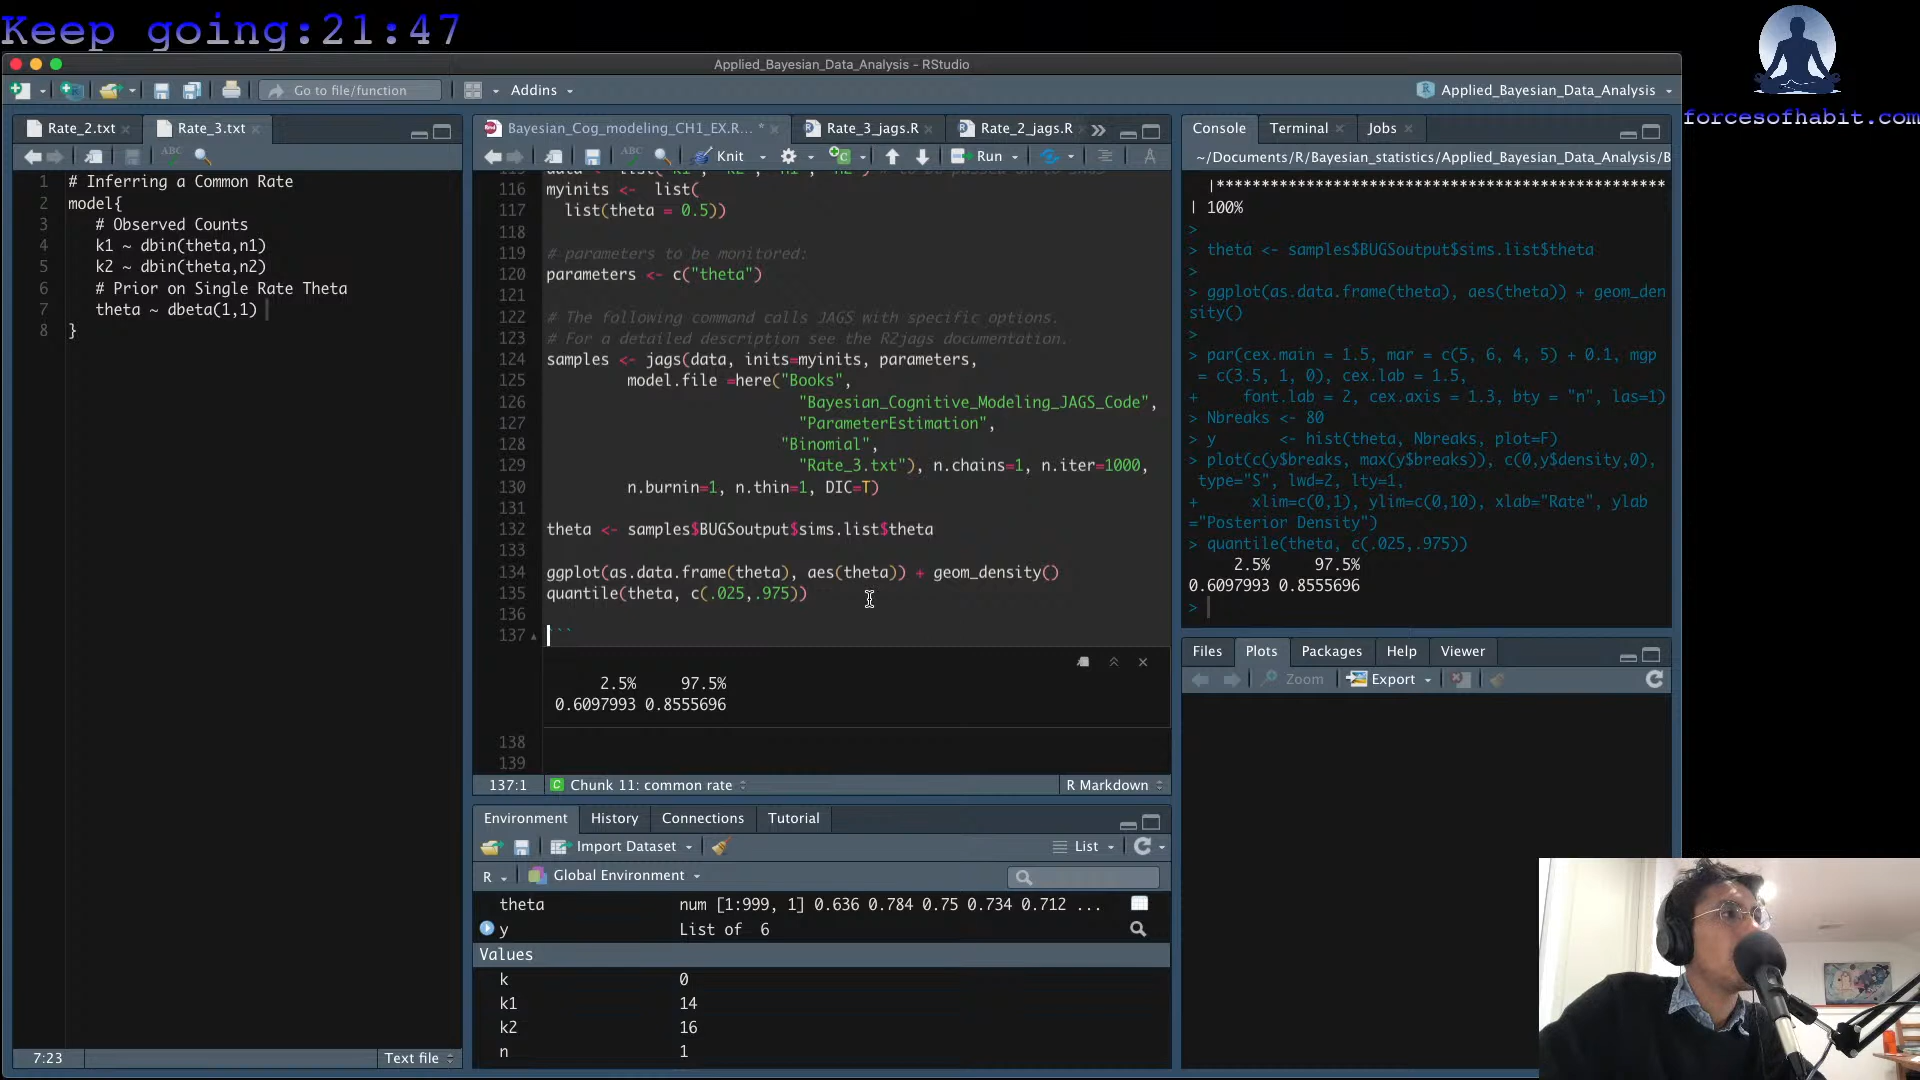 Keep going:21:47
forcesofhabit.com
Applied_Bayesian_Data_Analysis - RStudio
Go to file/function
Addins
Applied_Bayesian_Data_Analysis
Rate_2.txt
Rate_3.txt
1 # Inferring a Common Rate
2 model{
3 # Observed Counts
4 k1 ~ dbin(theta,n1)
5 k2 ~ dbin(theta,n2)
6 # Prior on Single Rate Theta
7 theta ~ dbeta(1,1)
8 }
7:23
Text file
Bayesian_Cog_modeling_CH1_EX.R... *
Rate_3_jags.R
Rate_2_jags.R
ABC
Knit
Run
116 myinits <- list(
117 list(theta = 0.5))
118
119 # parameters to be monitored:
120 parameters <- c("theta")
121
122 # The following command calls JAGS with specific options.
123 # For a detailed description see the R2jags documentation.
124 samples <- jags(data, inits=myinits, parameters,
125 model.file =here("Books",
126 "Bayesian_Cognitive_Modeling_JAGS_Code",
127 "ParameterEstimation",
128 "Binomial",
129 "Rate_3.txt"), n.chains=1, n.iter=1000,
130 n.burnin=1, n.thin=1, DIC=T)
131
132 theta <- samples$BUGSoutput$sims.list$theta
133
134 ggplot(as.data.frame(theta), aes(theta)) + geom_density()
135 quantile(theta, c(.025,.975))
136
137 ```
2.5% 97.5%
0.6097993 0.8555696
138
139
137:1
Chunk 11: common rate
R Markdown
Environment
History
Connections
Tutorial
Import Dataset
List
R
Global Environment
theta num [1:999, 1] 0.636 0.784 0.75 0.734 0.712 ...
y List of 6
Values
k 0
k1 14
k2 16
n 1
Console
Terminal
Jobs
~/Documents/R/Bayesian_statistics/Applied_Bayesian_Data_Analysis/B
|**************************************************
| 100%
>
> theta <- samples$BUGSoutput$sims.list$theta
>
> ggplot(as.data.frame(theta), aes(theta)) + geom_den
sity()
>
> par(cex.main = 1.5, mar = c(5, 6, 4, 5) + 0.1, mgp
= c(3.5, 1, 0), cex.lab = 1.5,
+ font.lab = 2, cex.axis = 1.3, bty = "n", las=1)
> Nbreaks <- 80
> y <- hist(theta, Nbreaks, plot=F)
> plot(c(y$breaks, max(y$breaks)), c(0,y$density,0),
type="S", lwd=2, lty=1,
+ xlim=c(0,1), ylim=c(0,10), xlab="Rate", ylab
="Posterior Density")
> quantile(theta, c(.025,.975))
2.5% 97.5%
0.6097993 0.8555696
>
Files
Plots
Packages
Help
Viewer
Zoom
Export